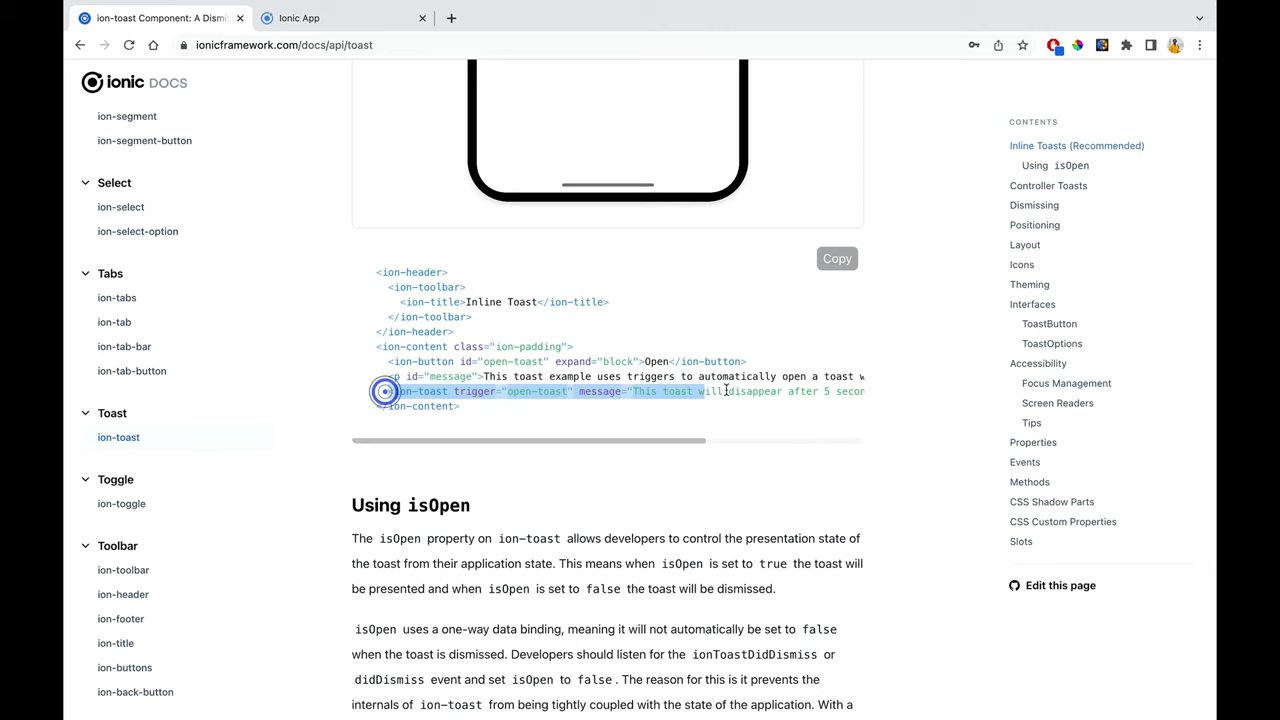 ion-toast Component: A Dismi
Ionic App
ionicframework.com/docs/api/toast
ionic DOCS
ion-segment
ion-segment-button
Select
ion-select
ion-select-option
Tabs
ion-tabs
ion-tab
ion-tab-bar
ion-tab-button
Toast
ion-toast
Toggle
ion-toggle
Toolbar
ion-toolbar
ion-header
ion-footer
ion-title
ion-buttons
ion-back-button
Copy
<ion-header>
<ion-toolbar>
<ion-title>Inline Toast</ion-title>
</ion-toolbar>
</ion-header>
<ion-content class="ion-padding">
<ion-button id="open-toast" expand="block">Open</ion-button>
<p id="message">This toast example uses triggers to automatically open a toast w
<ion-toast trigger="open-toast" message="This toast will disappear after 5 secon
</ion-content>
Using isOpen
The isOpen property on ion-toast allows developers to control the presentation state of
the toast from their application state. This means when isOpen is set to true the toast will
be presented and when isOpen is set to false the toast will be dismissed.
isOpen uses a one-way data binding, meaning it will not automatically be set to false
when the toast is dismissed. Developers should listen for the ionToastDidDismiss or
didDismiss event and set isOpen to false. The reason for this is it prevents the
internals of ion-toast from being tightly coupled with the state of the application. With a
CONTENTS
Inline Toasts (Recommended)
Using isOpen
Controller Toasts
Dismissing
Positioning
Layout
Icons
Theming
Interfaces
ToastButton
ToastOptions
Accessibility
Focus Management
Screen Readers
Tips
Properties
Events
Methods
CSS Shadow Parts
CSS Custom Properties
Slots
Edit this page